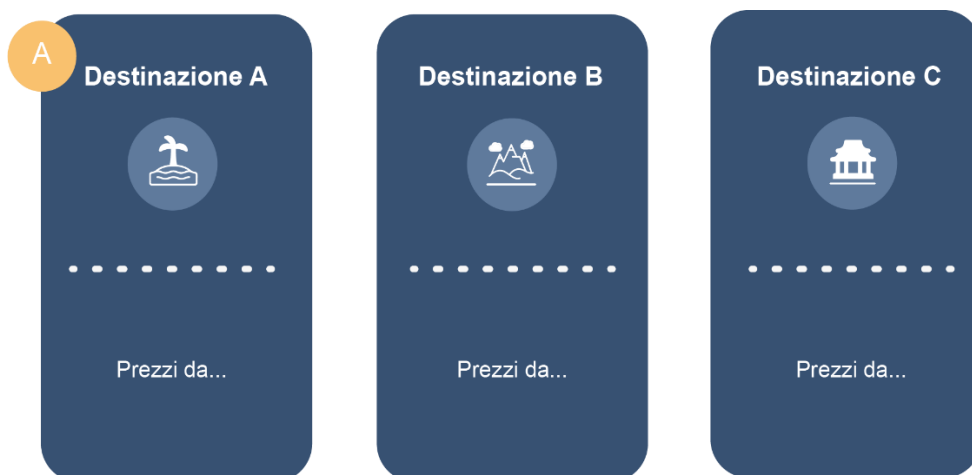 A
Destinazione A
Destinazione B
Destinazione C
Prezzi da...
Prezzi da...
Prezzi da...